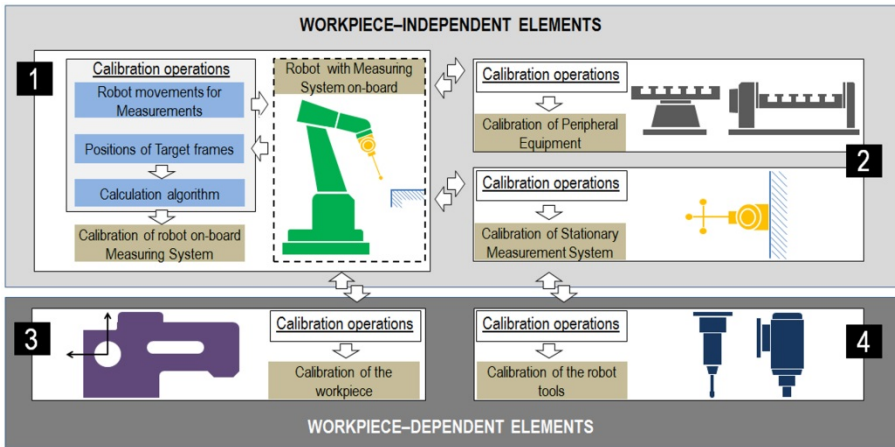 WORKPIECE–INDEPENDENT ELEMENTS
1
Calibration operations
Robot movements for
Measurements
Positions of Target frames
Calculation algorithm
Calibration of robot on-board
Measuring System
Robot with Measuring
System on-board
Calibration operations
Calibration of Peripheral
Equipment
2
Calibration operations
Calibration of Stationary
Measurement System
3
Calibration operations
Calibration of the
workpiece
Calibration operations
Calibration of the robot
tools
4
WORKPIECE–DEPENDENT ELEMENTS